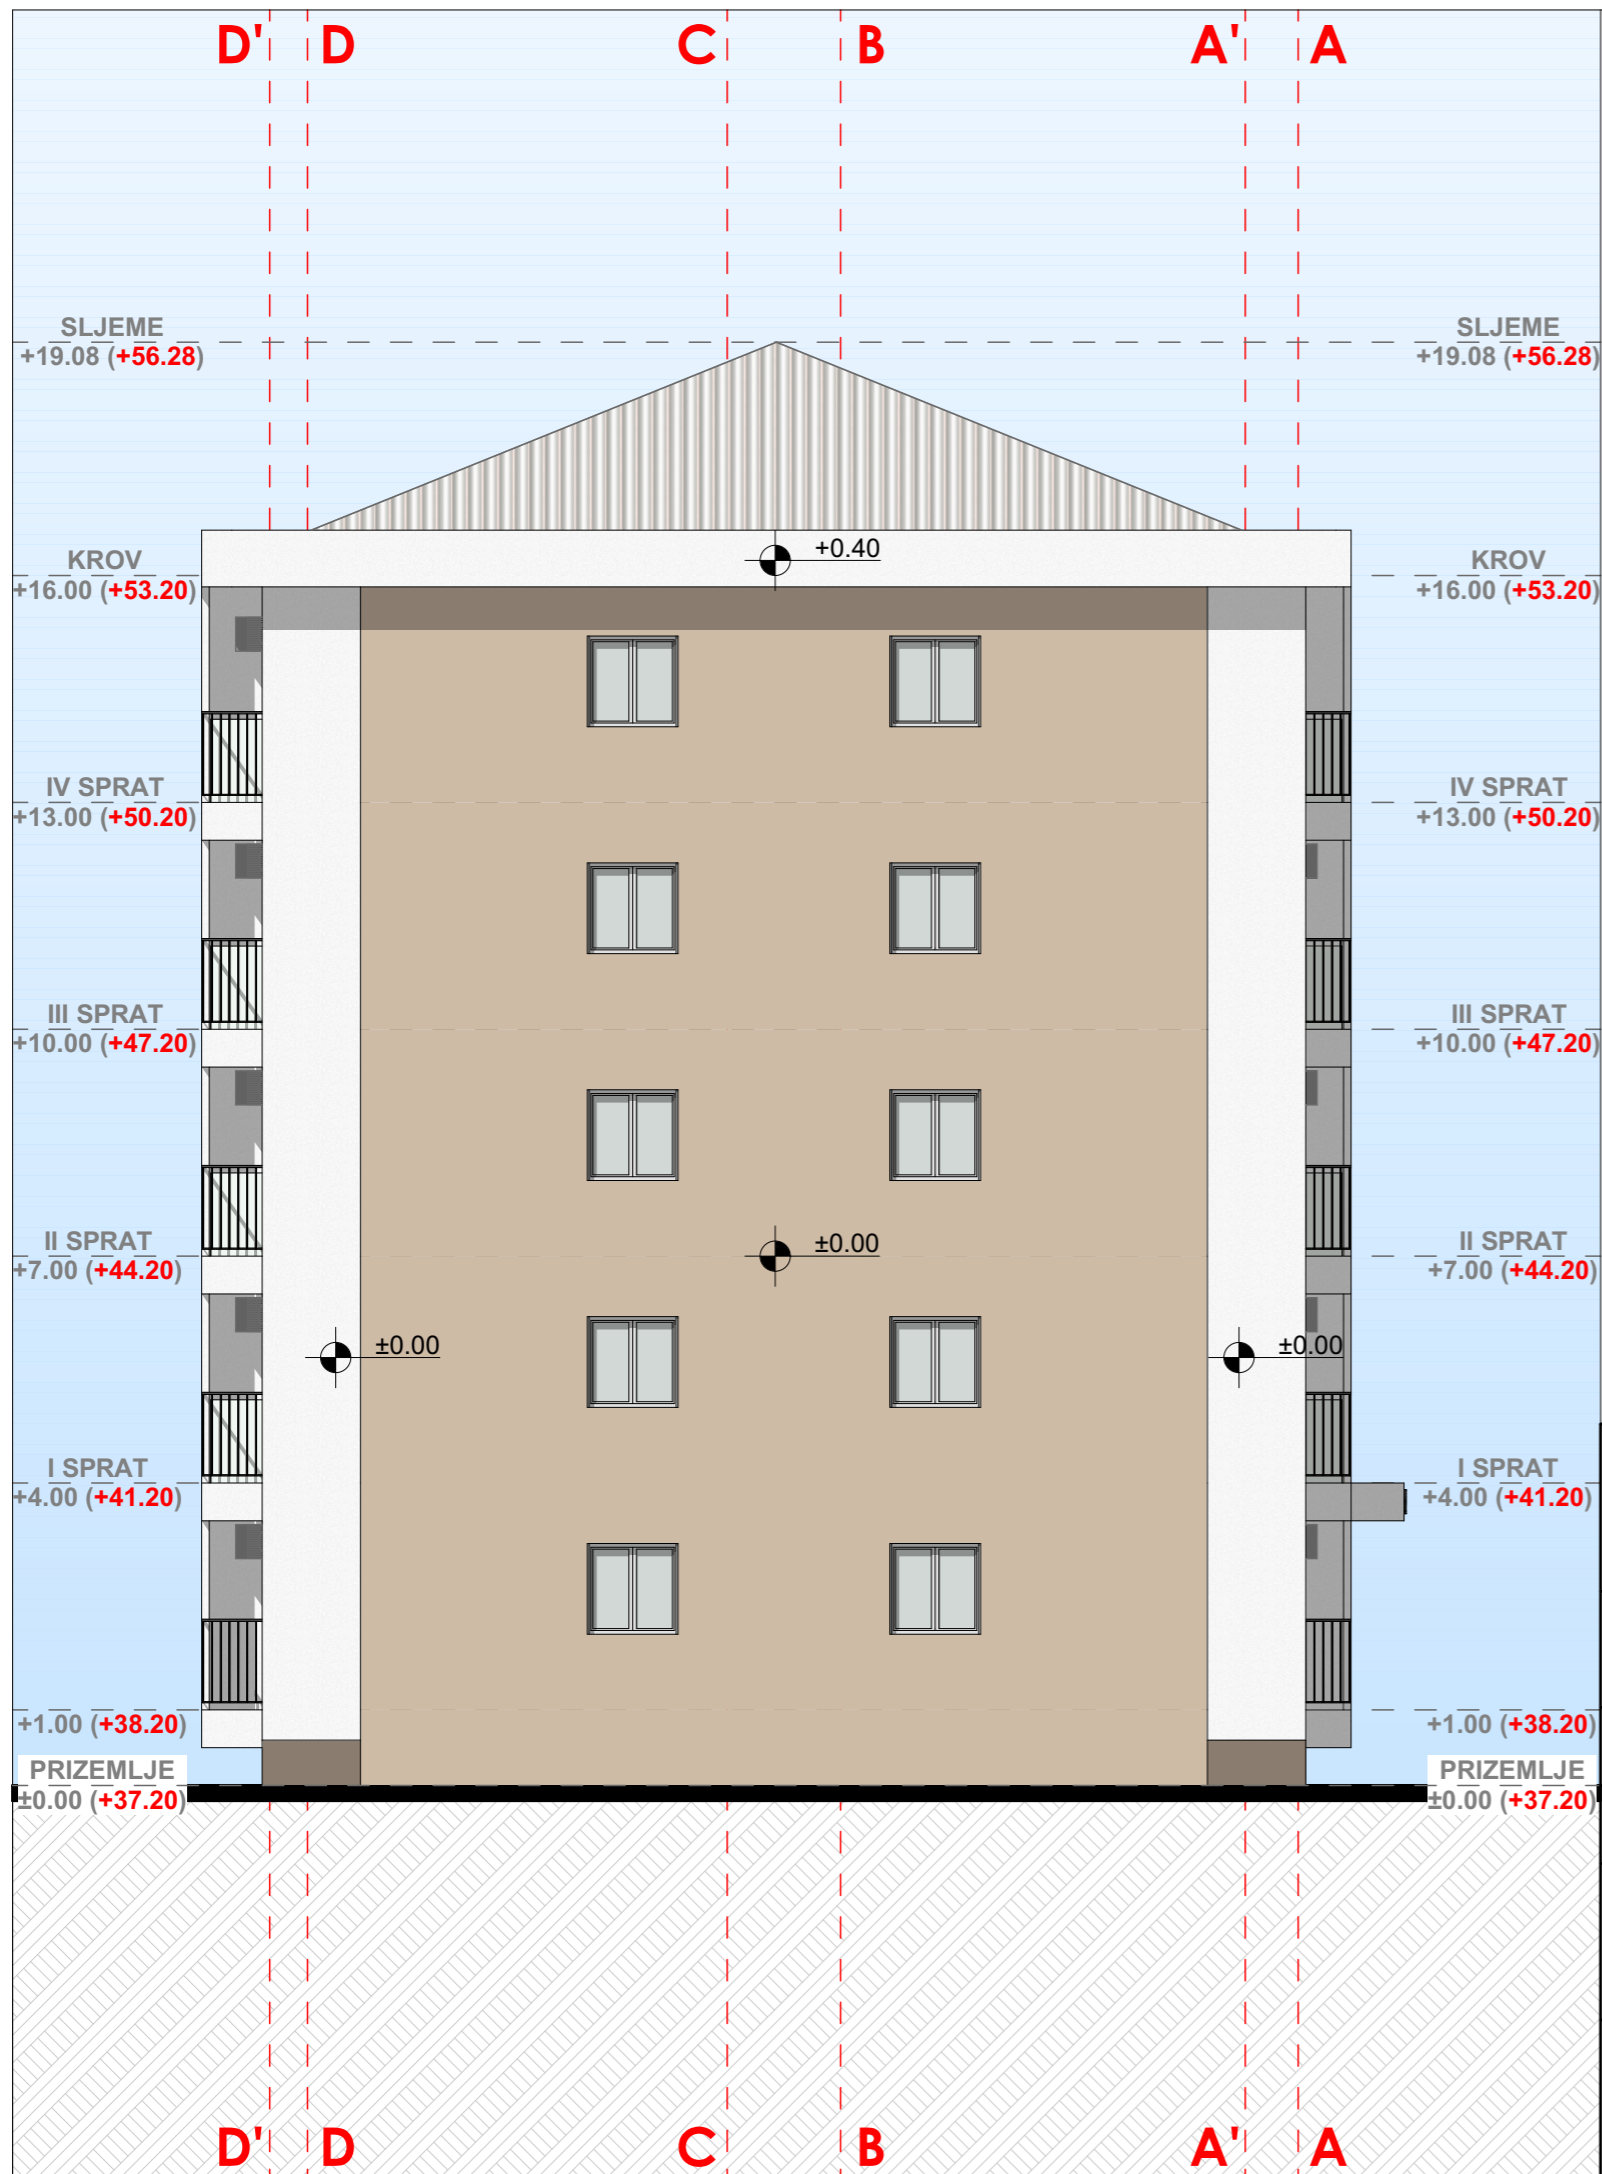 D' D C B A' A
SLJEME SLJEME
+19.08 (+56.28) +19.08 (+56.28)
+0.40
KROV KROV
+16.00 (+53.20) +16.00 (+53.20)
IV SPRAT IV SPRAT
+13.00 (+50.20) +13.00 (+50.20)
III SPRAT III SPRAT
+10.00 (+47.20) +10.00 (+47.20)
II SPRAT ±0.00 II SPRAT
+7.00 (+44.20) +7.00 (+44.20)
±0.00 ±0.00
I SPRAT I SPRAT
+4.00 (+41.20) +4.00 (+41.20)
+1.00 (+38.20) +1.00 (+38.20)
PRIZEMLJE PRIZEMLJE
±0.00 (+37.20) ±0.00 (+37.20)
D' D C B A' A